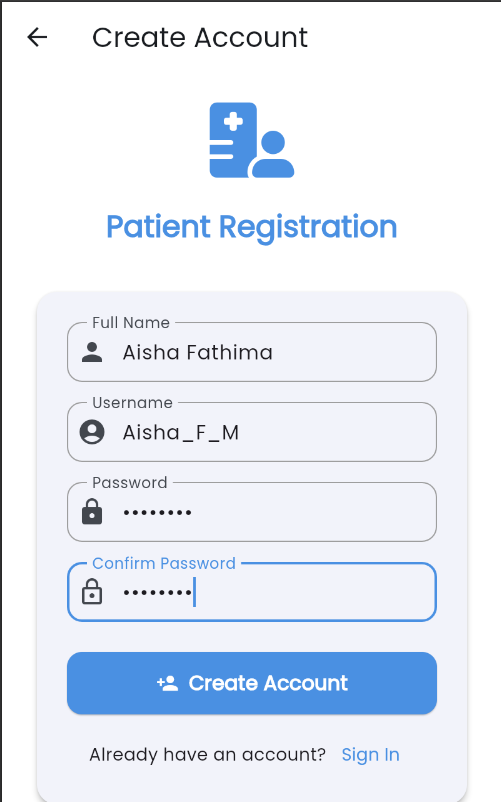 Create Account
Patient Registration
Full Name
Aisha Fathima
Username
Aisha_F_M
Password
••••••••
Confirm Password
••••••••
Create Account
Already have an account? Sign In